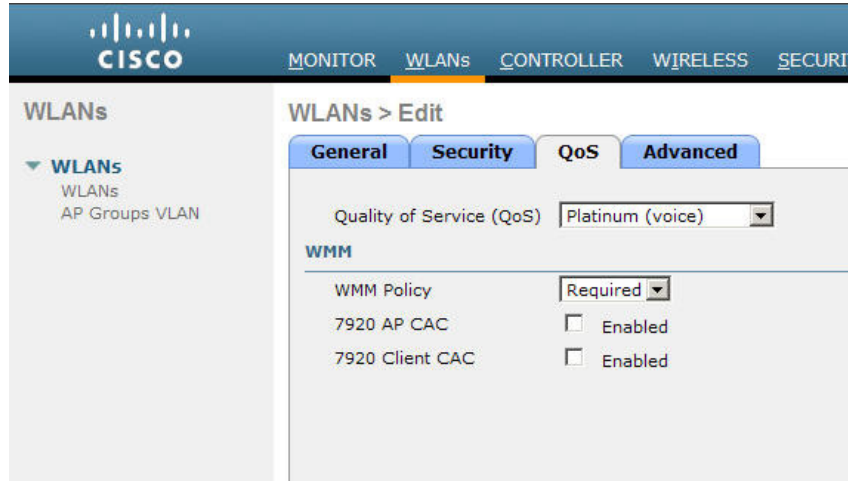 CISCO
MONITOR WLANs CONTROLLER WIRELESS SECURI
WLANs
WLANs
WLANs
AP Groups VLAN
WLANs > Edit
General Security QoS Advanced
Quality of Service (QoS) Platinum (voice)
WMM
WMM Policy Required
7920 AP CAC Enabled
7920 Client CAC Enabled